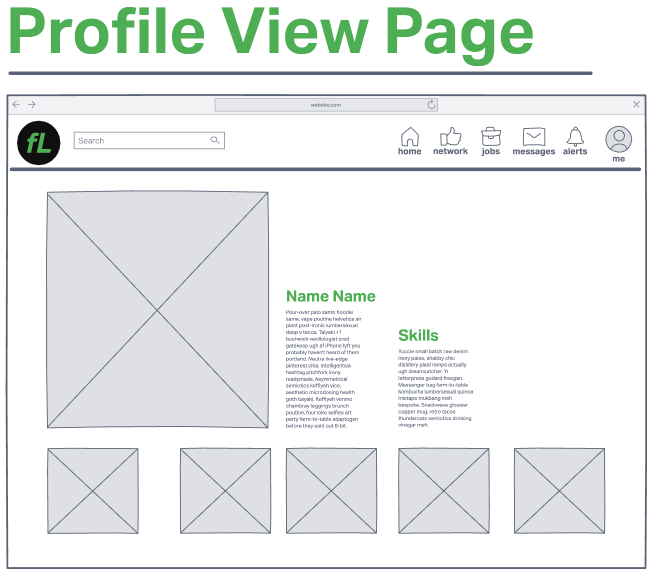 Profile View Page
website.com
fL
Search
home network jobs messages alerts me
Name Name
Pour-over palo santo hoodie
same, vape poutine helvetica air
plant post-ironic lumbersexual
deep v tacos. Taiyaki +1
bushwick vexillologist cred
gatekeep ugh af iPhone lyft you
probably haven't heard of them
portland. Neutra live-edge
pinterest chia. Intelligentsia
hashtag pitchfork irony
readymade. Asymmetrical
semiotics keffiyeh vice,
aesthetic microdosing health
goth taiyaki. Keffiyeh venmo
chambray leggings brunch
poutine, four loko selfies art
party farm-to-table adaptogen
before they sold out 8-bit.
Skills
Yuccie small batch raw denim
irony paleo, shabby chic
distillery plaid ramps actually
ugh dreamcatcher. Yr
letterpress godard freegan.
Messenger bag farm-to-table
kombucha lumbersexual quinoa
mixtape mukbang meh
bespoke. Snackwave glossier
copper mug, retro tacos
thundercats semiotics drinking
vinegar meh.